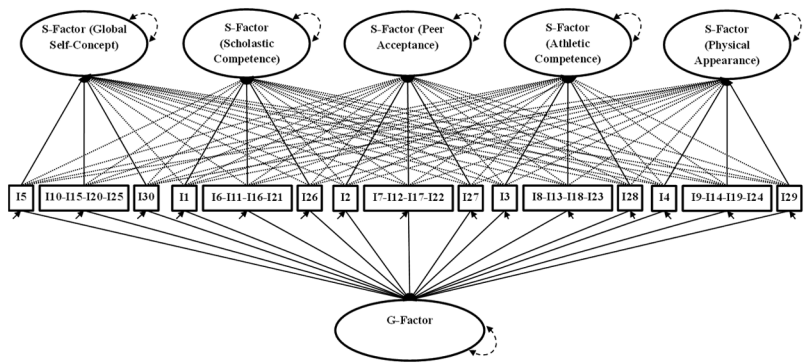 S-Factor (Global
Self-Concept)
S-Factor
(Scholastic
Competence)
S-Factor (Peer
Acceptance)
S-Factor
(Athletic
Competence)
S-Factor
(Physical
Appearance)
I5
I10-I15-I20-I25
I30
I1
I6-I11-I16-I21
I26
I2
I7-I12-I17-I22
I27
I3
I8-I13-I18-I23
I28
I4
I9-I14-I19-I24
I29
G-Factor